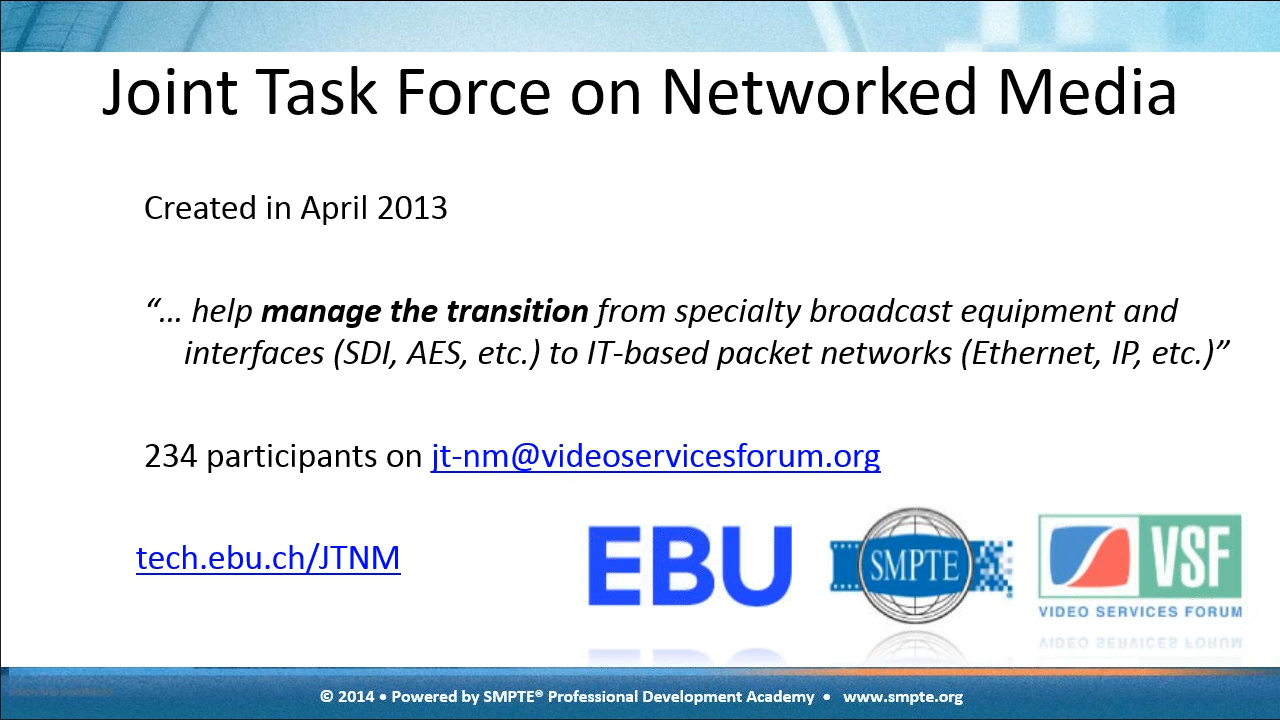 Joint Task Force on Networked Media
Created in April 2013
“... help manage the transition from specialty broadcast equipment and
interfaces (SDI, AES, etc.) to IT-based packet networks (Ethernet, IP, etc.)”
234 participants on jt-nm@videoservicesforum.org
tech.ebu.ch/JTNM
EBU
SMPTE
VSF
VIDEO SERVICES FORUM
© 2014 • Powered by SMPTE® Professional Development Academy • www.smpte.org